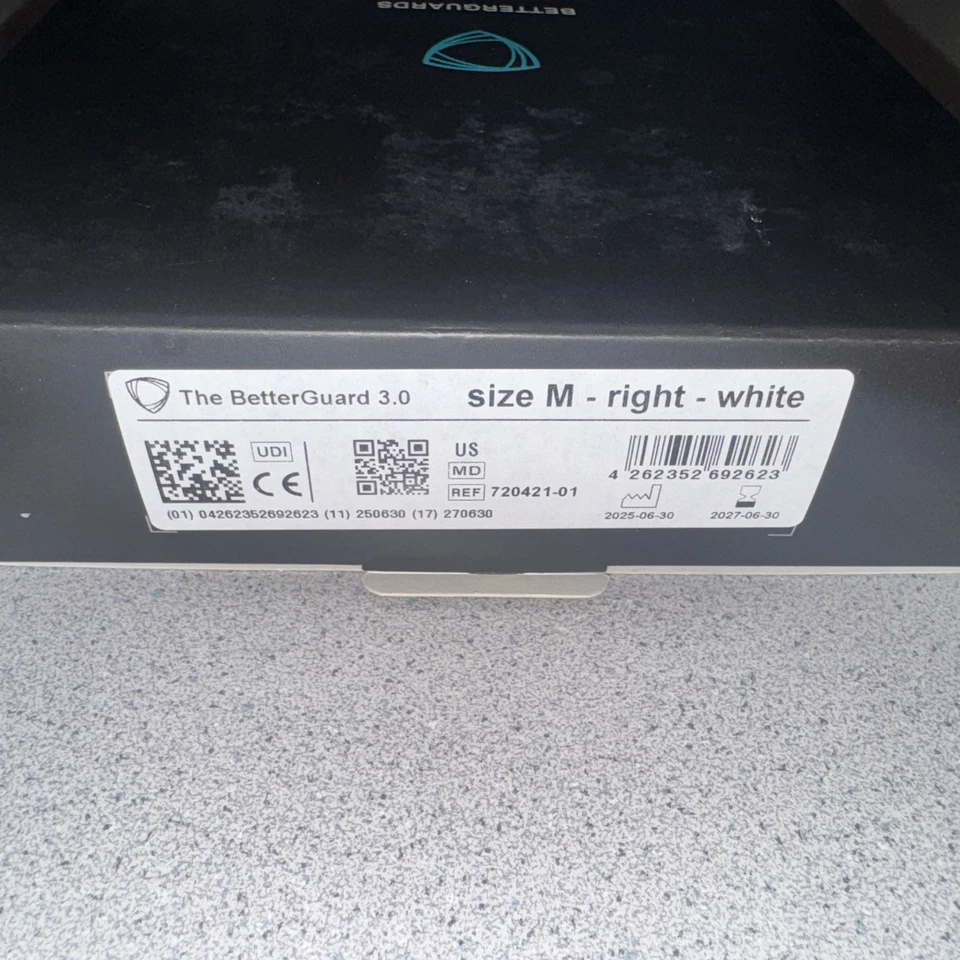 BETTERGUARDS
The BetterGuard 3.0
size M - right - white
UDI
CE
US
MD
REF 720421-01
4 262352 692623
2025-06-30
2027-06-30
(01) 04262352692623 (11) 250630 (17) 270630